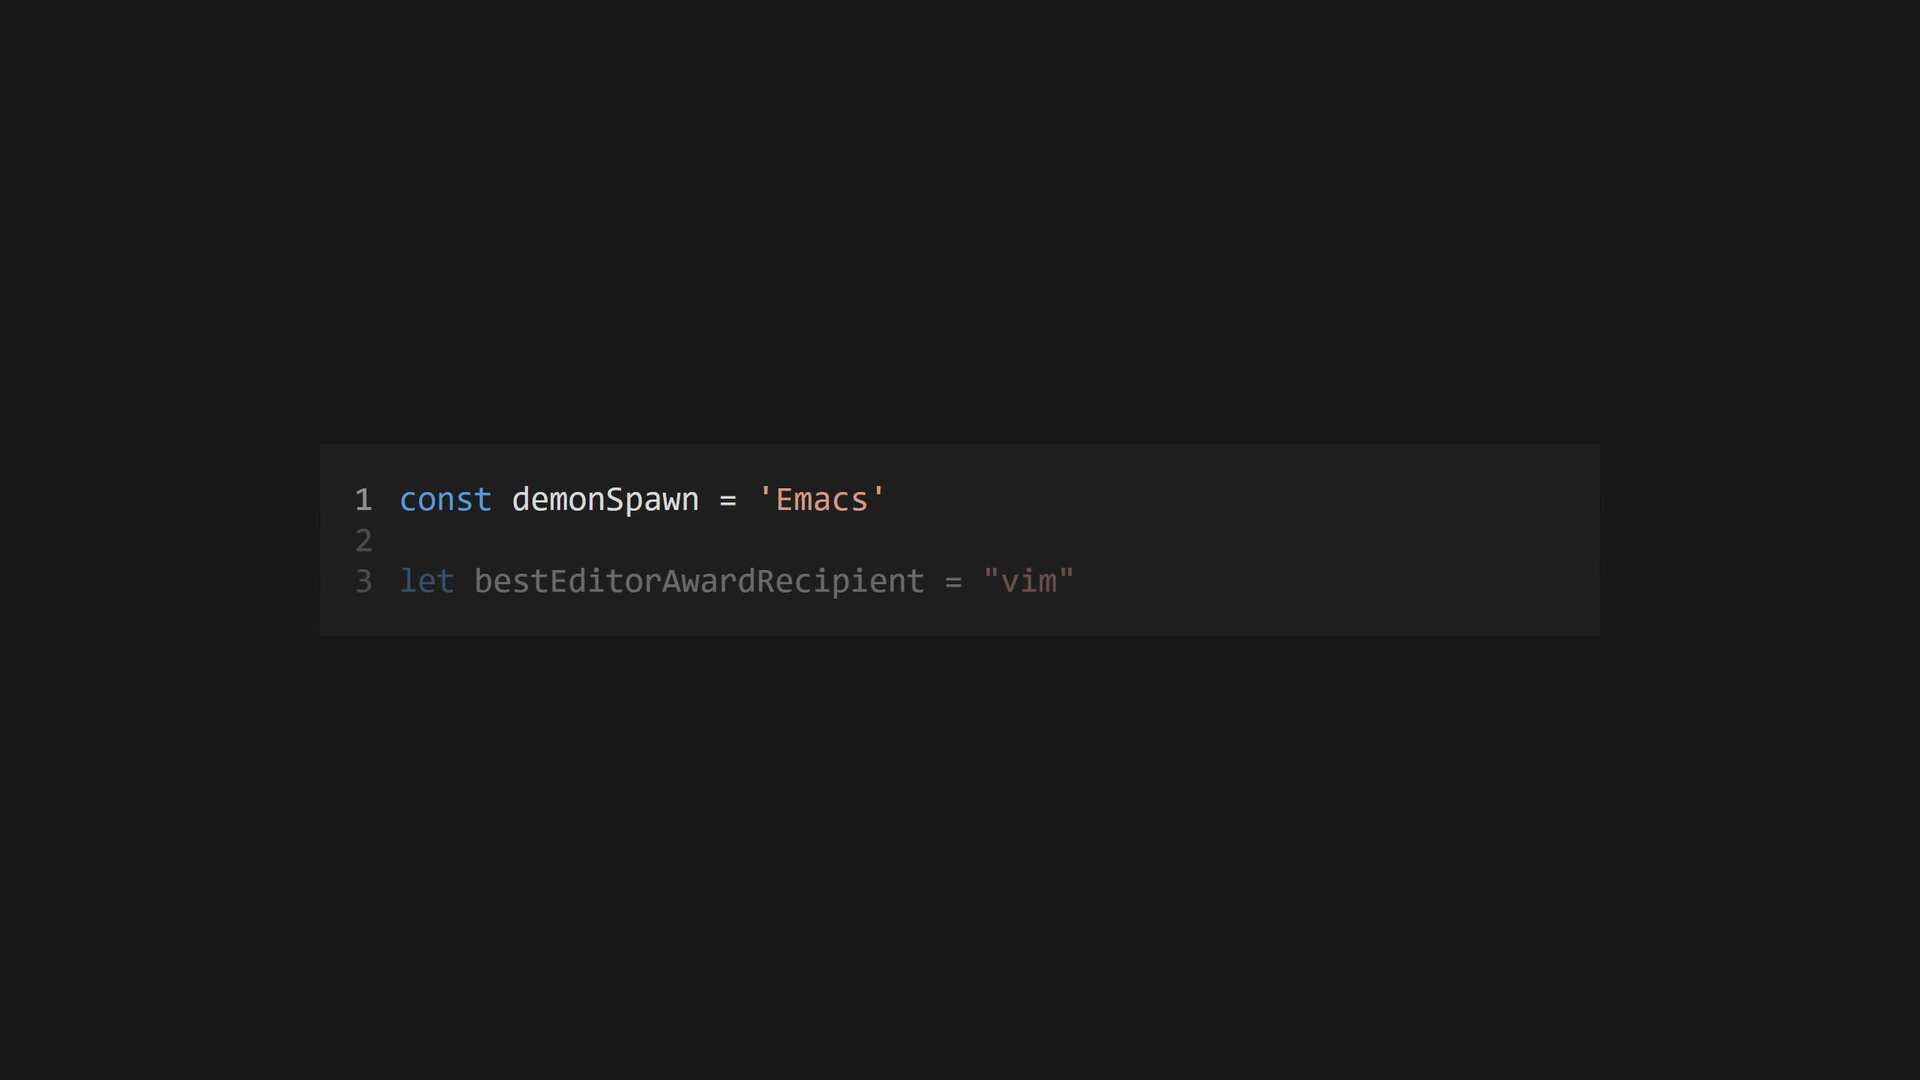 1 const demonSpawn = 'Emacs'
2
3 let bestEditorAwardRecipient = "vim"